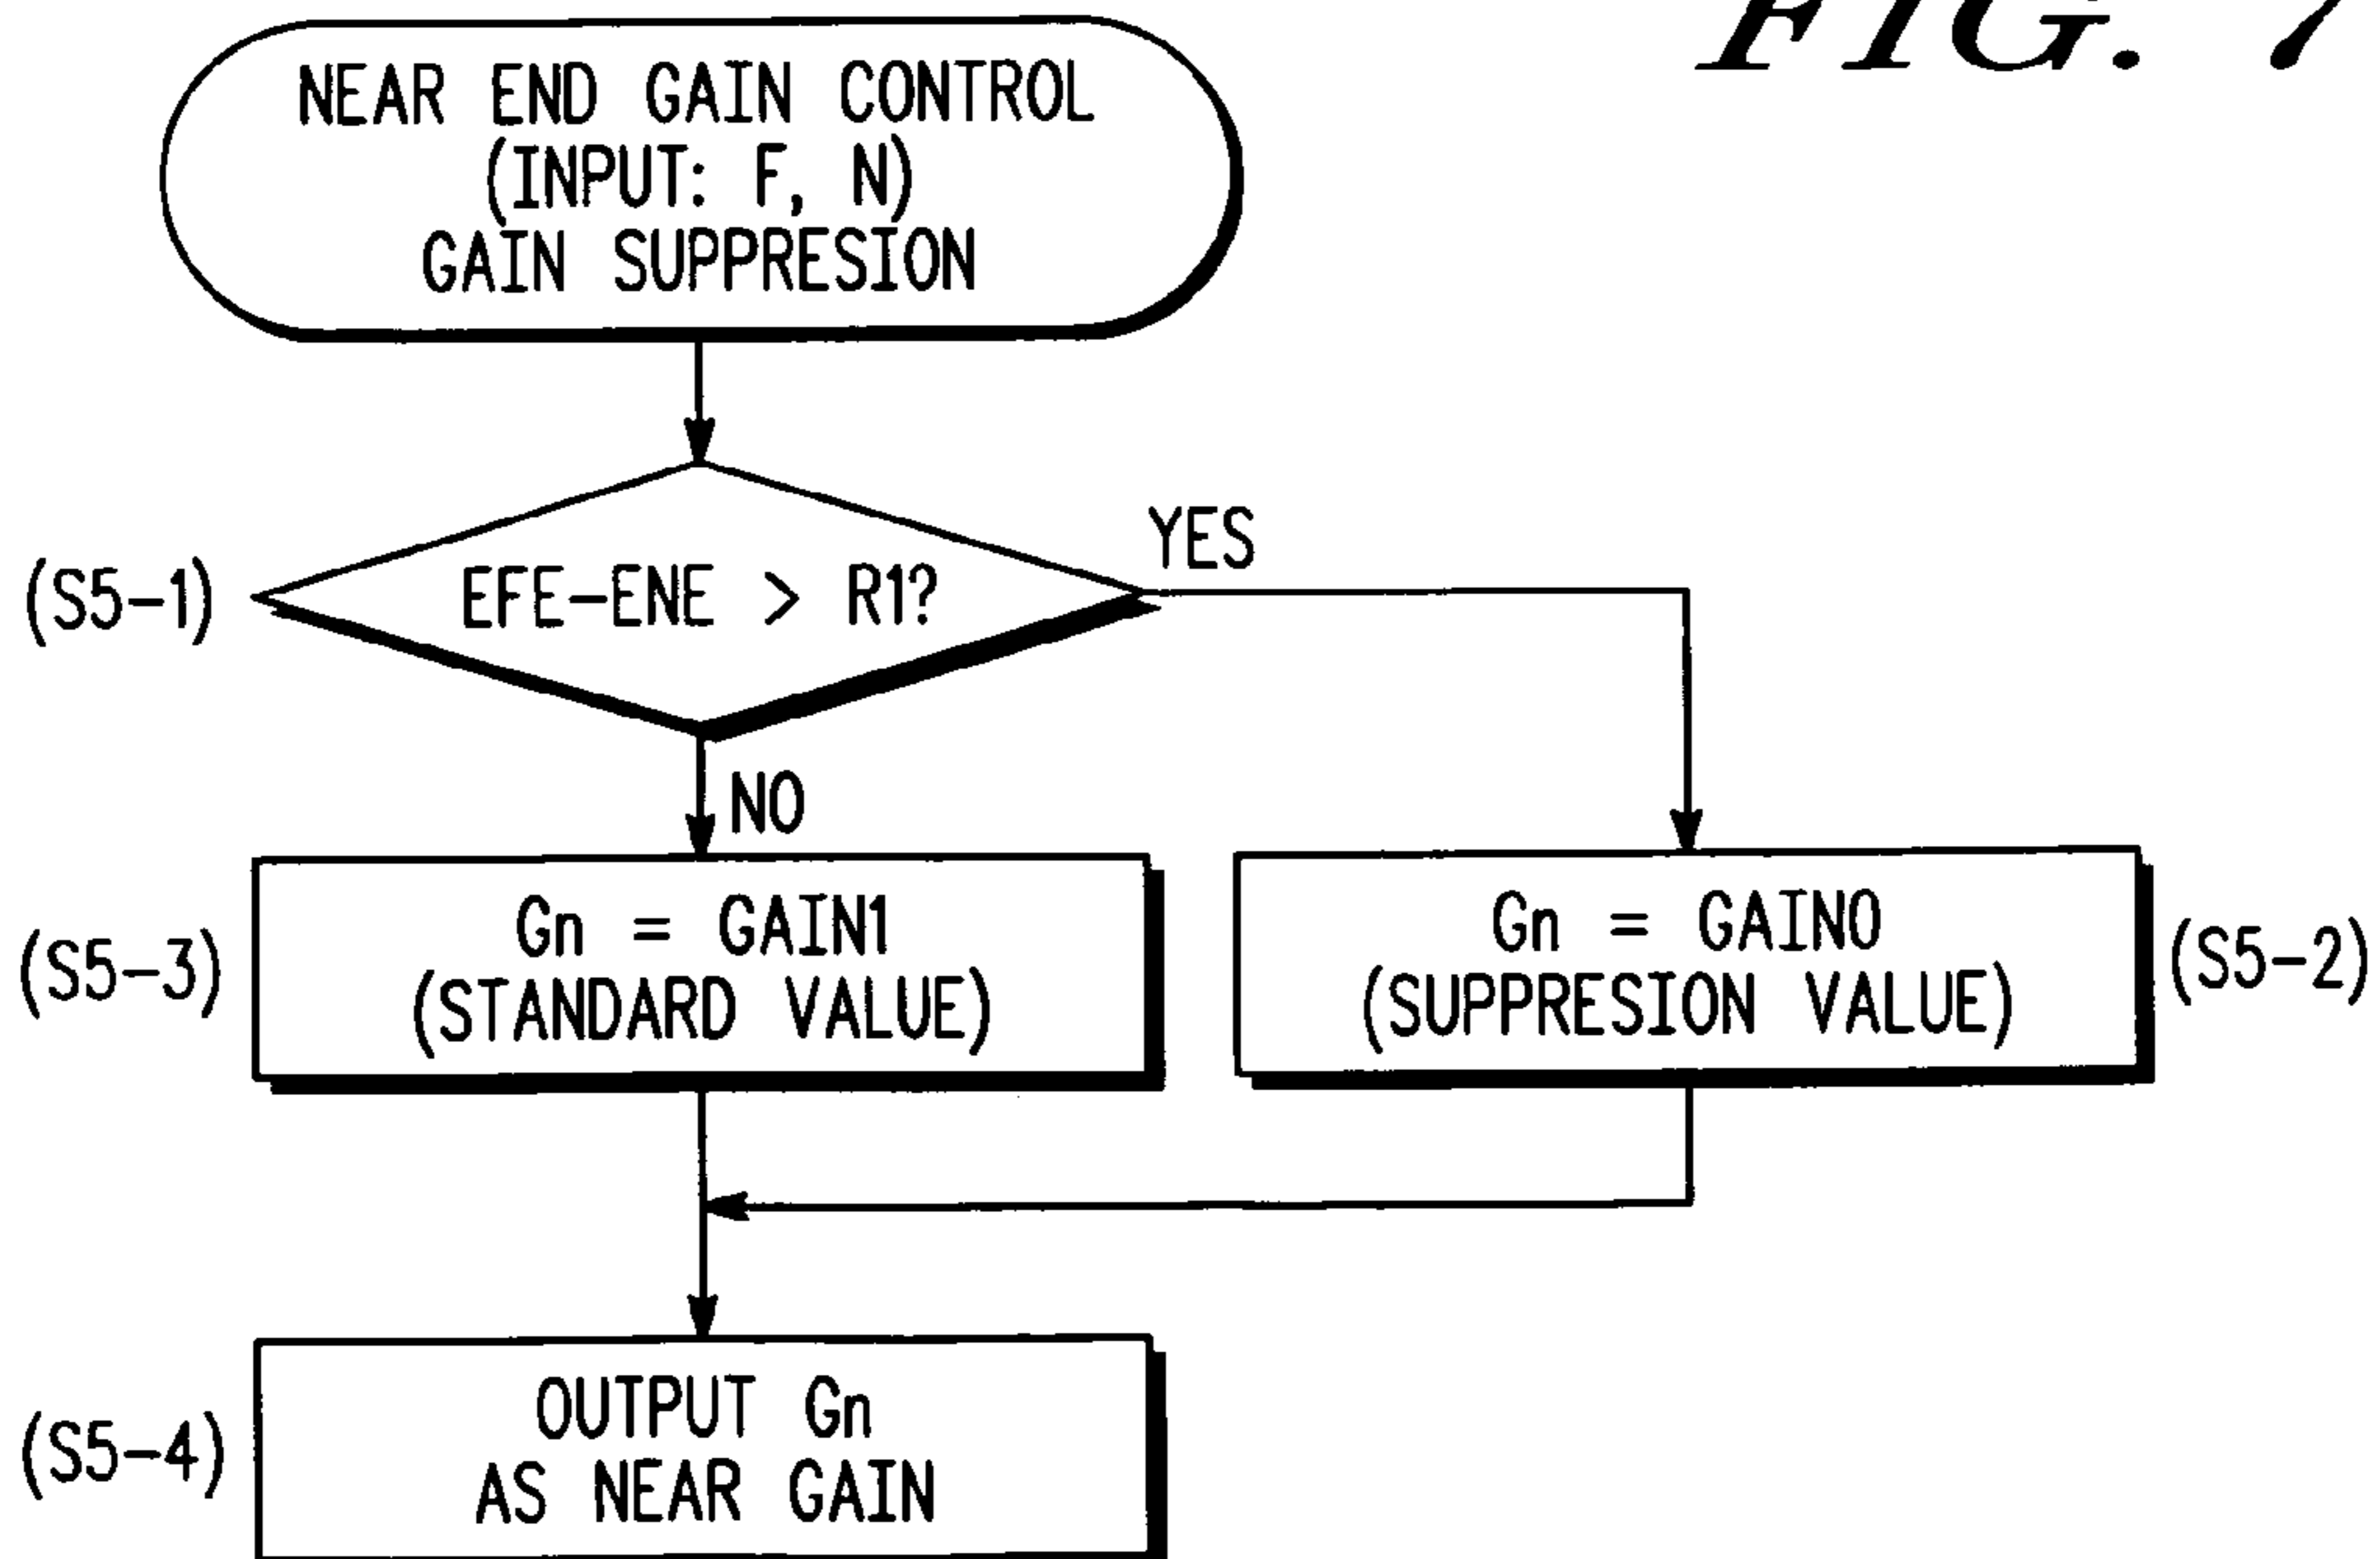 FIG. 7
NEAR END GAIN CONTROL
(INPUT: F, N)
GAIN SUPPRESION
(S5-1)
EFE-ENE > R1?
YES
NO
(S5-3)
Gn = GAIN1
(STANDARD VALUE)
Gn = GAIN0
(SUPPRESION VALUE)
(S5-2)
(S5-4)
OUTPUT Gn
AS NEAR GAIN